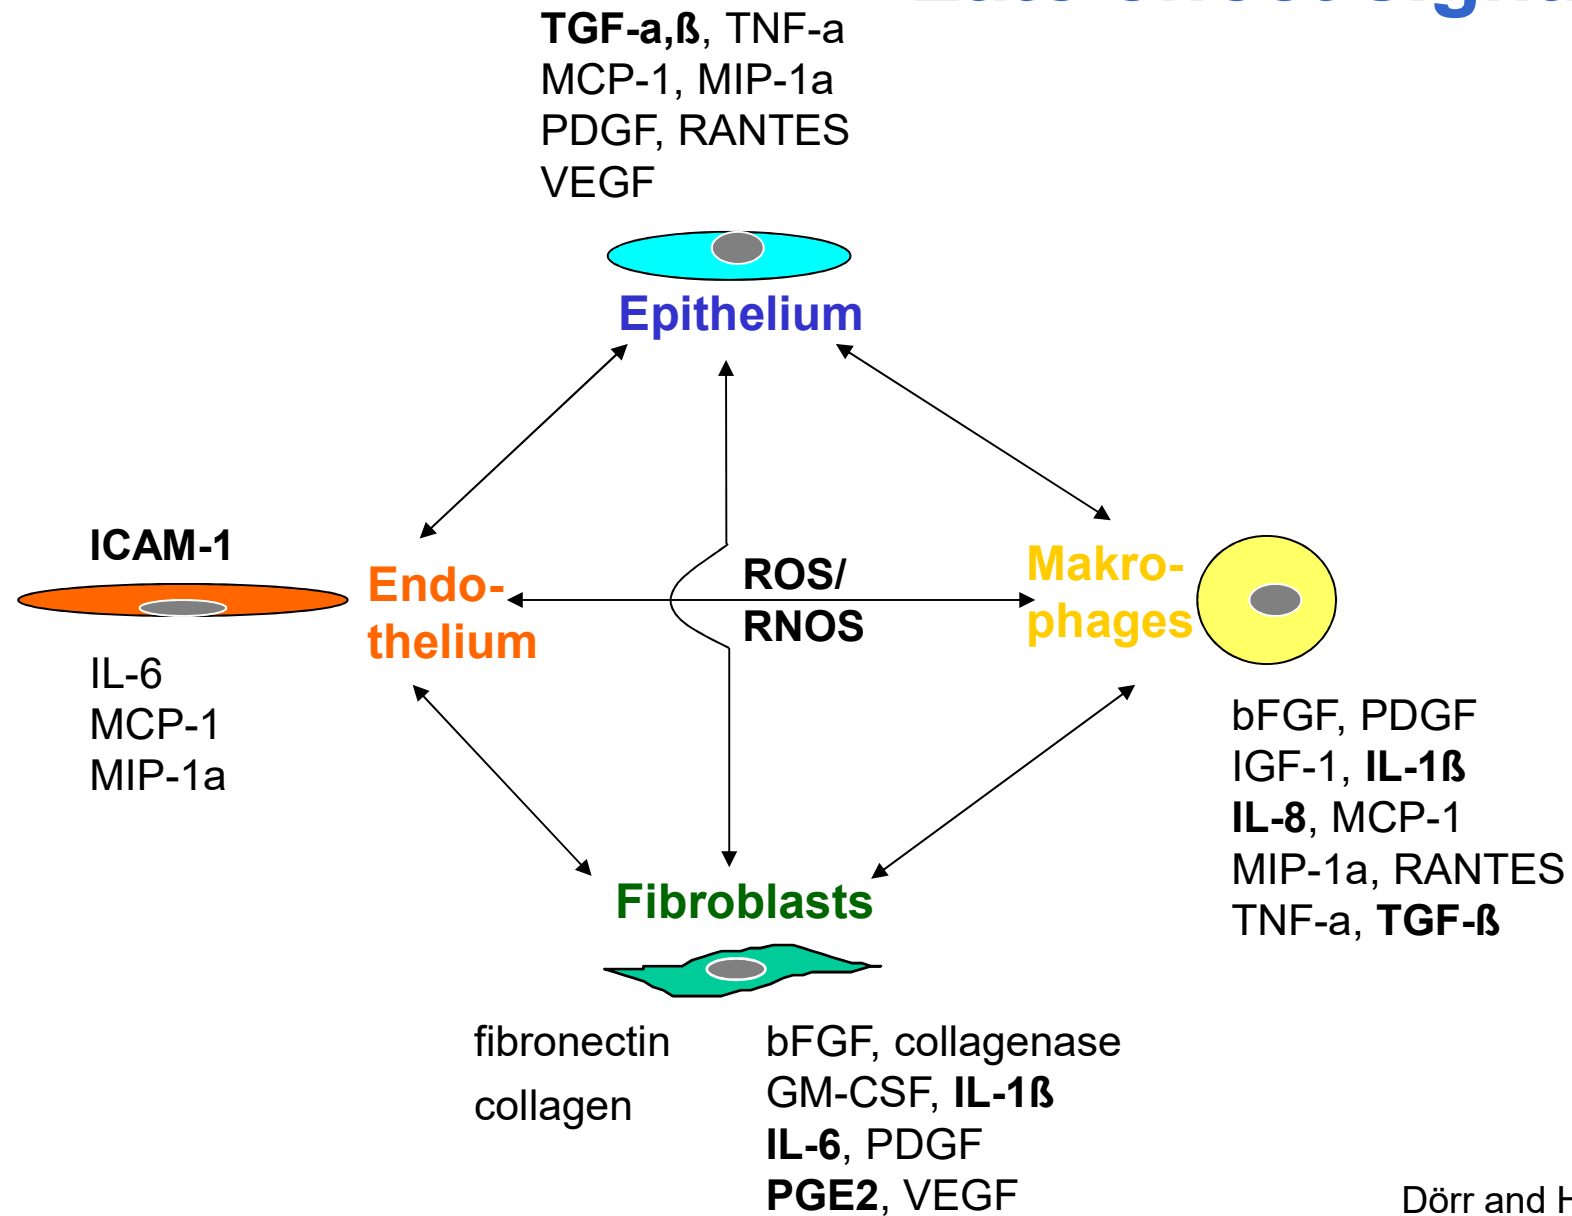 TGF-a,ß, TNF-a
MCP-1, MIP-1a
PDGF, RANTES
VEGF
Epithelium
ICAM-1
Endo-
thelium
IL-6
MCP-1
MIP-1a
ROS/
RNOS
Makro-
phages
bFGF, PDGF
IGF-1, IL-1ß
IL-8, MCP-1
MIP-1a, RANTES
TNF-a, TGF-ß
Fibroblasts
fibronectin
collagen
bFGF, collagenase
GM-CSF, IL-1ß
IL-6, PDGF
PGE2, VEGF
Dörr and H